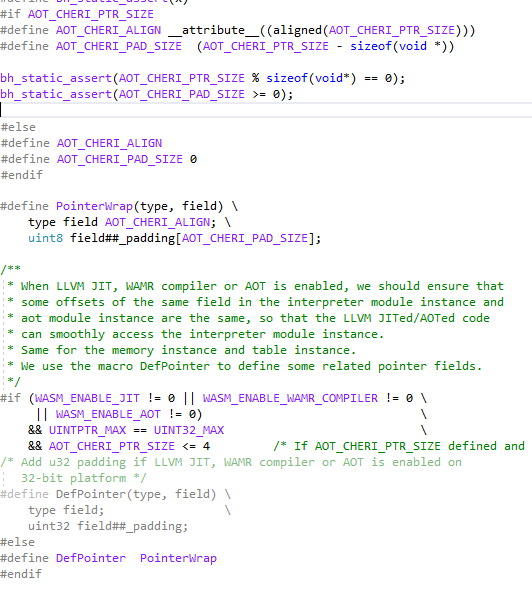 #define bh_static_assert(x)
#if AOT_CHERI_PTR_SIZE
#define AOT_CHERI_ALIGN __attribute__((aligned(AOT_CHERI_PTR_SIZE)))
#define AOT_CHERI_PAD_SIZE  (AOT_CHERI_PTR_SIZE - sizeof(void *))
bh_static_assert(AOT_CHERI_PTR_SIZE % sizeof(void*) == 0);
bh_static_assert(AOT_CHERI_PAD_SIZE >= 0);
#else
#define AOT_CHERI_ALIGN
#define AOT_CHERI_PAD_SIZE 0
#endif
#define PointerWrap(type, field) \
    type field AOT_CHERI_ALIGN; \
    uint8 field##_padding[AOT_CHERI_PAD_SIZE];
/**
 * When LLVM JIT, WAMR compiler or AOT is enabled, we should ensure that
 * some offsets of the same field in the interpreter module instance and
 * aot module instance are the same, so that the LLVM JITed/AOTed code
 * can smoothly access the interpreter module instance.
 * Same for the memory instance and table instance.
 * We use the macro DefPointer to define some related pointer fields.
 */
#if (WASM_ENABLE_JIT != 0 || WASM_ENABLE_WAMR_COMPILER != 0 \
     || WASM_ENABLE_AOT != 0)                             \
    && UINTPTR_MAX == UINT32_MAX                          \
    && AOT_CHERI_PTR_SIZE <= 4         /* If AOT_CHERI_PTR_SIZE defined and
/* Add u32 padding if LLVM JIT, WAMR compiler or AOT is enabled on
   32-bit platform */
#define DefPointer(type, field) \
    type field;                 \
    uint32 field##_padding;
#else
#define DefPointer  PointerWrap
#endif